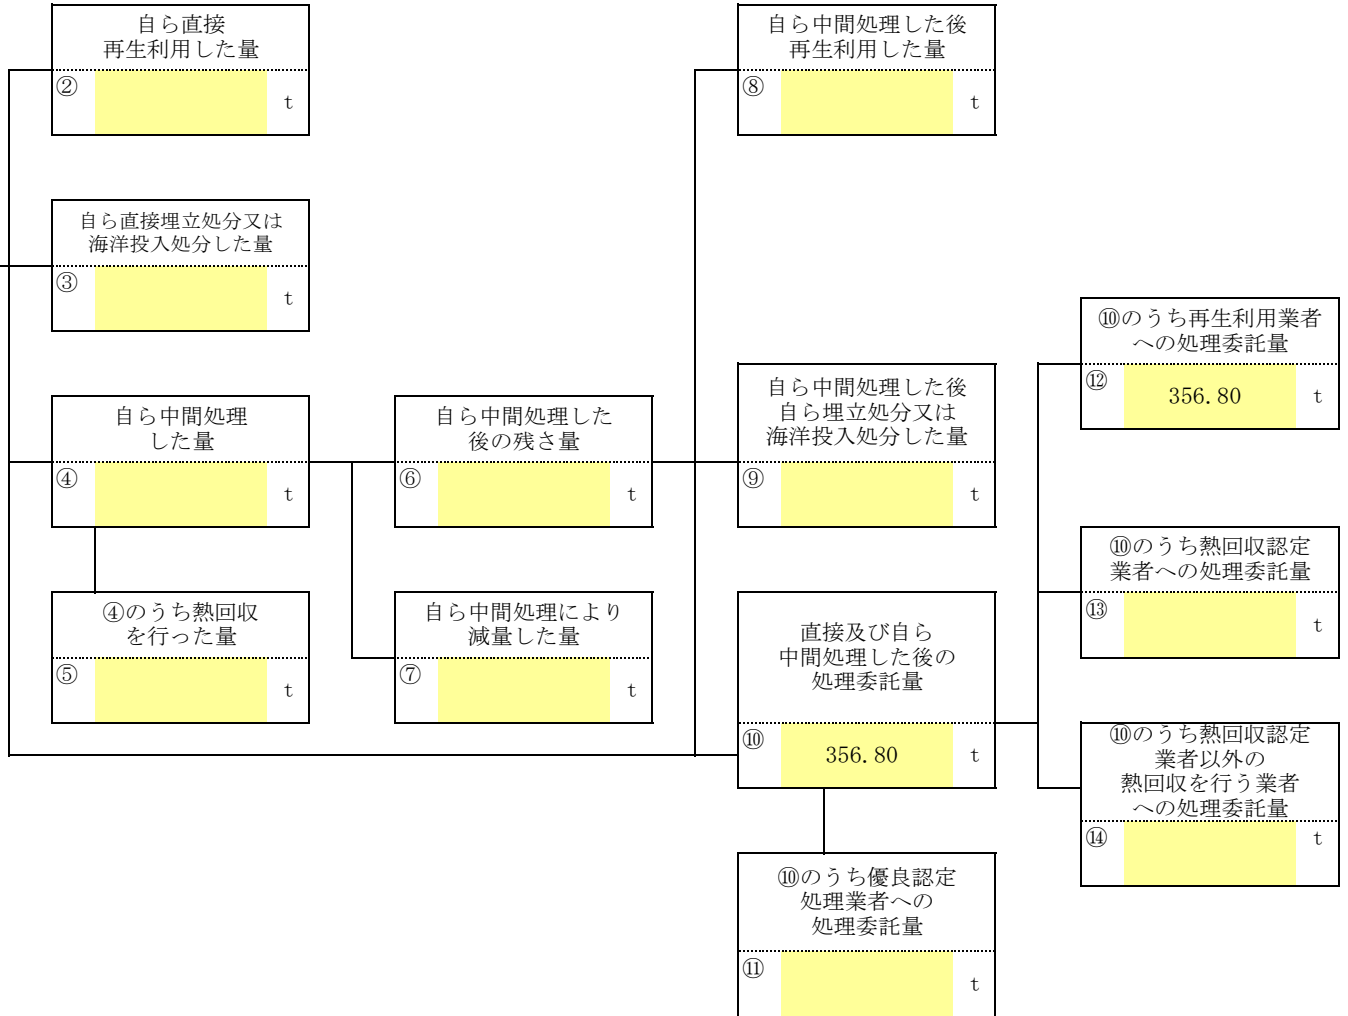 自ら直接
再生利用した量
②
t
自ら中間処理した後
再生利用した量
⑧
t
自ら直接埋立処分又は
海洋投入処分した量
③
t
⑩のうち再生利用業者
への処理委託量
⑫
356.80
t
自ら中間処理
した量
④
t
自ら中間処理した
後の残さ量
⑥
t
自ら中間処理した後
自ら埋立処分又は
海洋投入処分した量
⑨
t
⑩のうち熱回収認定
業者への処理委託量
⑬
t
④のうち熱回収
を行った量
⑤
t
自ら中間処理により
減量した量
⑦
t
直接及び自ら
中間処理した後の
処理委託量
⑩
356.80
t
⑩のうち熱回収認定
業者以外の
熱回収を行う業者
への処理委託量
⑭
t
⑩のうち優良認定
処理業者への
処理委託量
⑪
t